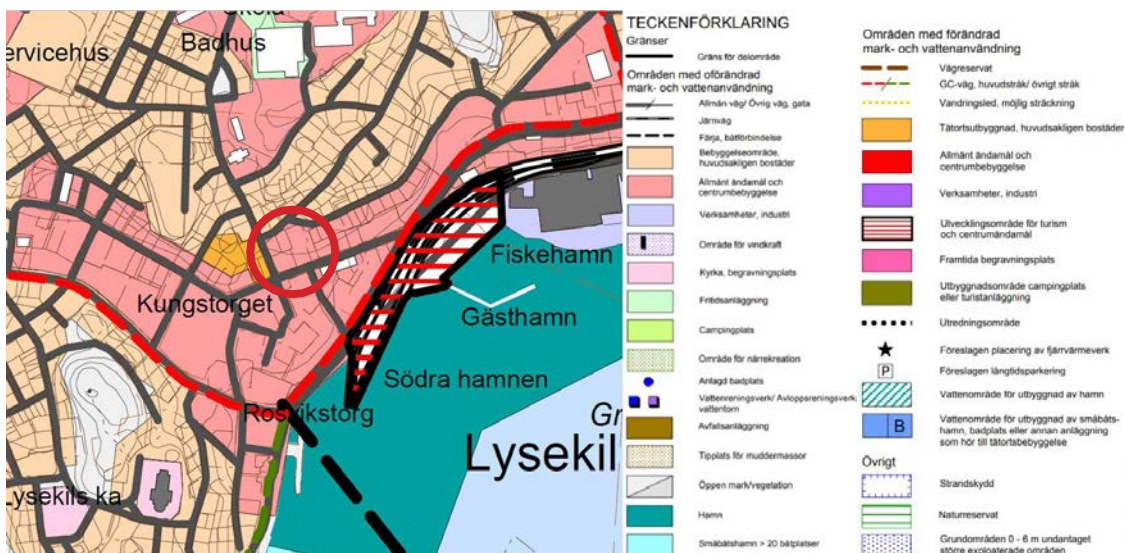 Skola
Badhus
ervicehus
Kungstorget
Fiskehamn
Gästhamn
Södra hamnen
Rosvikstorg
Gr
Lysekil
Lysekils ka
TECKENFÖRKLARING
Gränser
Gräns för delområde
Områden med oförändrad
mark- och vattenanvändning
Allmän väg/ Övrig väg, gata
Järnväg
Färja, båtförbindelse
Bebyggelseområde,
huvudsakligen bostäder
Allmänt ändamål och
centrumbebyggelse
Verksamheter, industri
Område för vindkraft
Kyrka, begravningsplats
Fritidsanläggning
Campingplats
Område för närrekreation
Anlagd badplats
Vattenreningsverk/ Avloppsreningsverk,
vattentorn
Avfallsanläggning
Tipplats för muddermassor
Öppen mark/vegetation
Hamn
Småbåtshamn > 20 båtplatser
Områden med förändrad
mark- och vattenanvändning
Vägreservat
GC-väg, huvudstråk/ övrigt stråk
Vandringsled, möjlig sträckning
Tätortsutbyggnad, huvudsakligen bostäder
Allmänt ändamål och
centrumbebyggelse
Verksamheter, industri
Utvecklingsområde för turism
och centrumändamål
Framtida begravningsplats
Utbyggnadsområde campingplats
eller turistanläggning
Utredningsområde
Föreslagen placering av fjärrvärmeverk
P
Föreslagen långtidsparkering
Vattenområde för utbyggnad av hamn
B
Vattenområde för utbyggnad av småbåts-
hamn, badplats eller annan anläggning
som hör till tätortsbebyggelse
Övrigt
Strandskydd
Naturreservat
Grundområden 0 - 6 m undantaget
större exploaterade områden